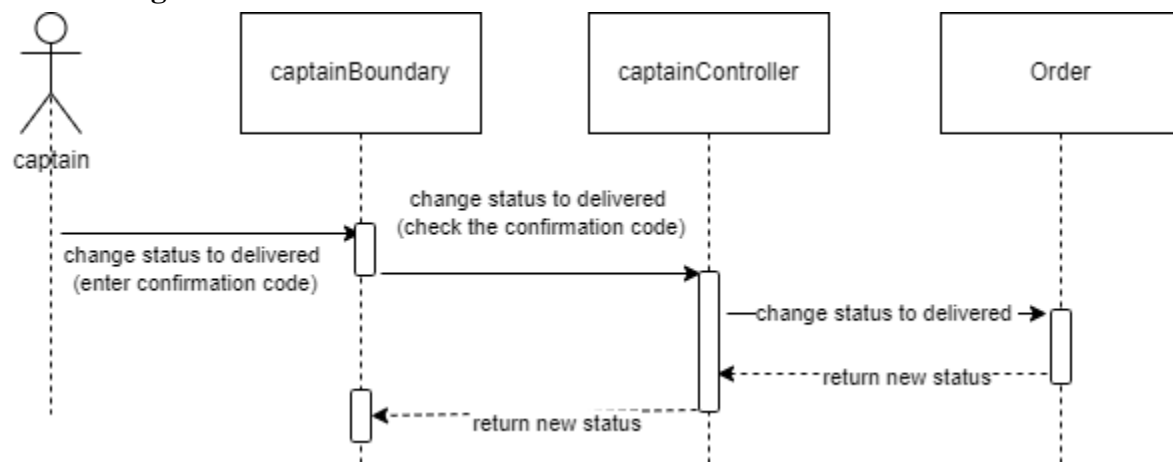 captainBoundary
captainController
Order
captain
change status to delivered
(check the confirmation code)
change status to delivered
(enter confirmation code)
change status to delivered
return new status
return new status